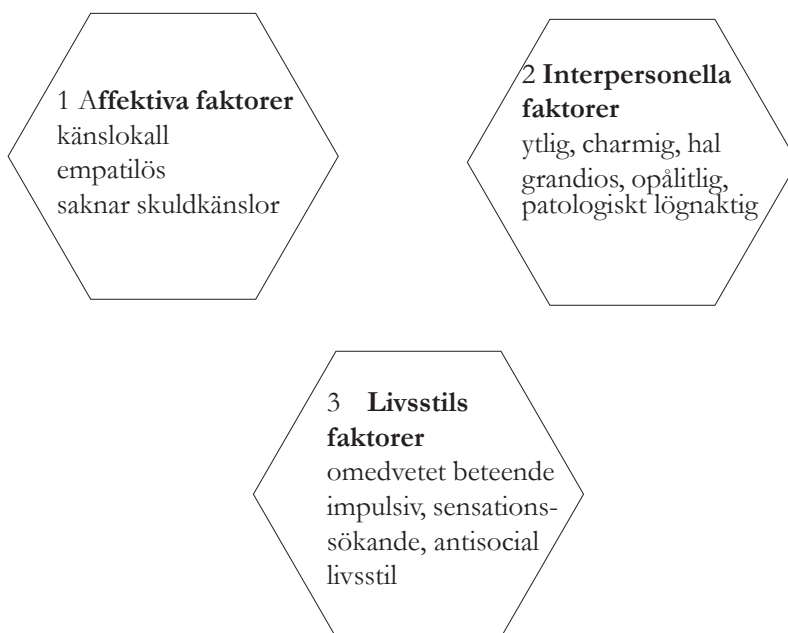 1 Affektiva faktorer
känslokall
empatilös
saknar skuldkänslor
2 Interpersonella
faktorer
ytlig, charmig, hal
grandios, opålitlig,
patologiskt lögnaktig
3 Livsstils
faktorer
omedvetet beteende
impulsiv, sensations-
sökande, antisocial
livsstil